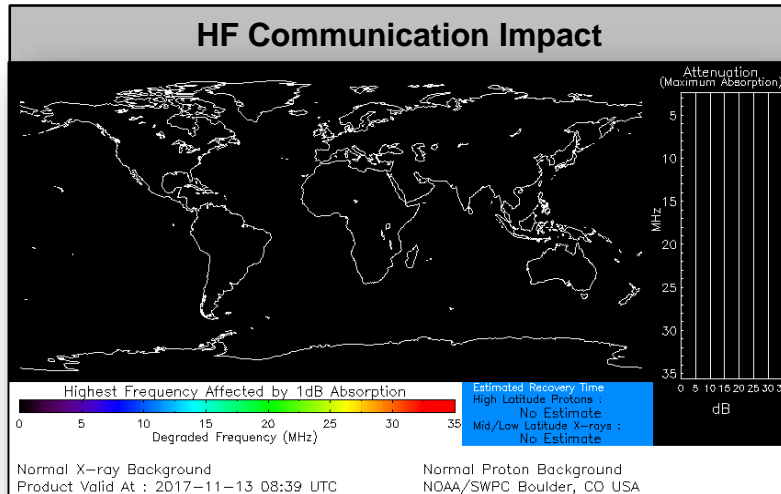 HF Communication Impact
Attenuation
(Maximum Absorption)
5
10
15
20
25
30
35
MHz
0 5 10 15 20 25 30 3
dB
Highest Frequency Affected by 1dB Absorption
0 5 10 15 20 25 30 35
Degraded Frequency (MHz)
Estimated Recovery Time
High Latitude Protons :
No Estimate
Mid/Low Latitude X-rays :
No Estimate
Normal X-ray Background
Normal Proton Background
Product Valid At : 2017-11-13 08:39 UTC
NOAA/SWPC Boulder, CO USA